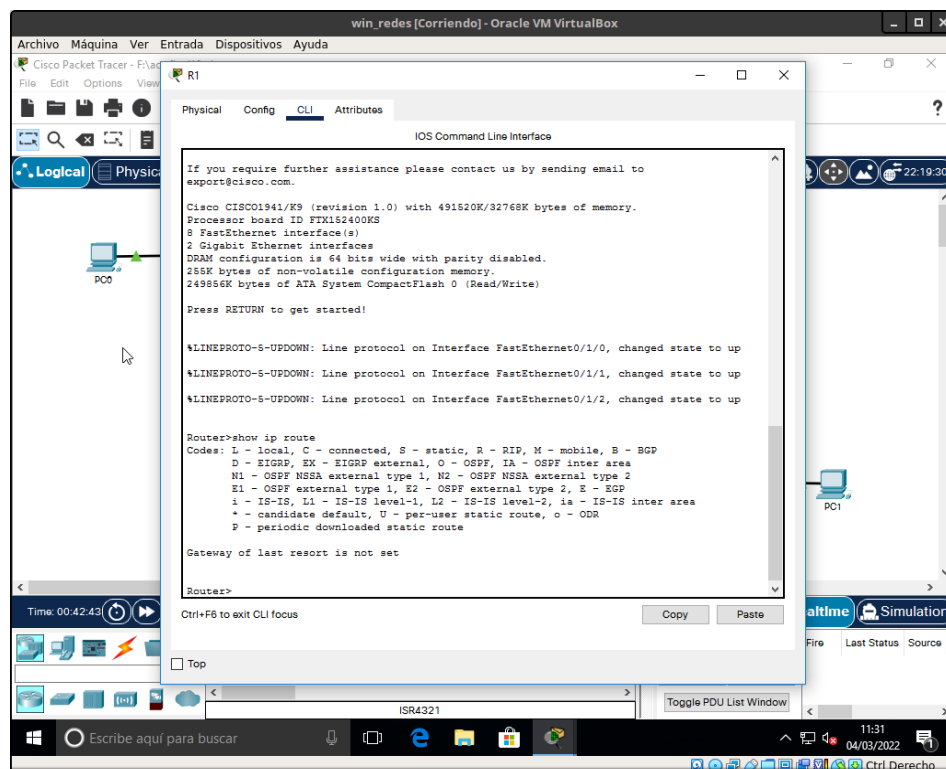 win_redes [Corriendo] - Oracle VM VirtualBox
Archivo Máquina Ver Entrada Dispositivos Ayuda
Cisco Packet Tracer - F:\ac
File Edit Options View
R1
Physical Config CLI Attributes
IOS Command Line Interface
?
Logical Physic
22:19:30
If you require further assistance please contact us by sending email to
export@cisco.com.
Cisco CISCO1941/K9 (revision 1.0) with 491520K/32768K bytes of memory.
Processor board ID FTX152400KS
8 FastEthernet interface(s)
2 Gigabit Ethernet interfaces
DRAM configuration is 64 bits wide with parity disabled.
255K bytes of non-volatile configuration memory.
249856K bytes of ATA System CompactFlash 0 (Read/Write)
Press RETURN to get started!
%LINEPROTO-5-UPDOWN: Line protocol on Interface FastEthernet0/1/0, changed state to up
%LINEPROTO-5-UPDOWN: Line protocol on Interface FastEthernet0/1/1, changed state to up
%LINEPROTO-5-UPDOWN: Line protocol on Interface FastEthernet0/1/2, changed state to up
Router>show ip route
Codes: L - local, C - connected, S - static, R - RIP, M - mobile, B - BGP
D - EIGRP, EX - EIGRP external, O - OSPF, IA - OSPF inter area
N1 - OSPF NSSA external type 1, N2 - OSPF NSSA external type 2
E1 - OSPF external type 1, E2 - OSPF external type 2, E - EGP
i - IS-IS, L1 - IS-IS level-1, L2 - IS-IS level-2, ia - IS-IS inter area
* - candidate default, U - per-user static route, o - ODR
P - periodic downloaded static route
Gateway of last resort is not set
Router>
PC0
PC1
Ctrl+F6 to exit CLI focus
Copy Paste
Top
Time: 00:42:43
altime Simulation
Fire Last Status Source
ISR4321
Toggle PDU List Window
Escribe aquí para buscar
11:31
04/03/2022
1
Ctrl Derecho